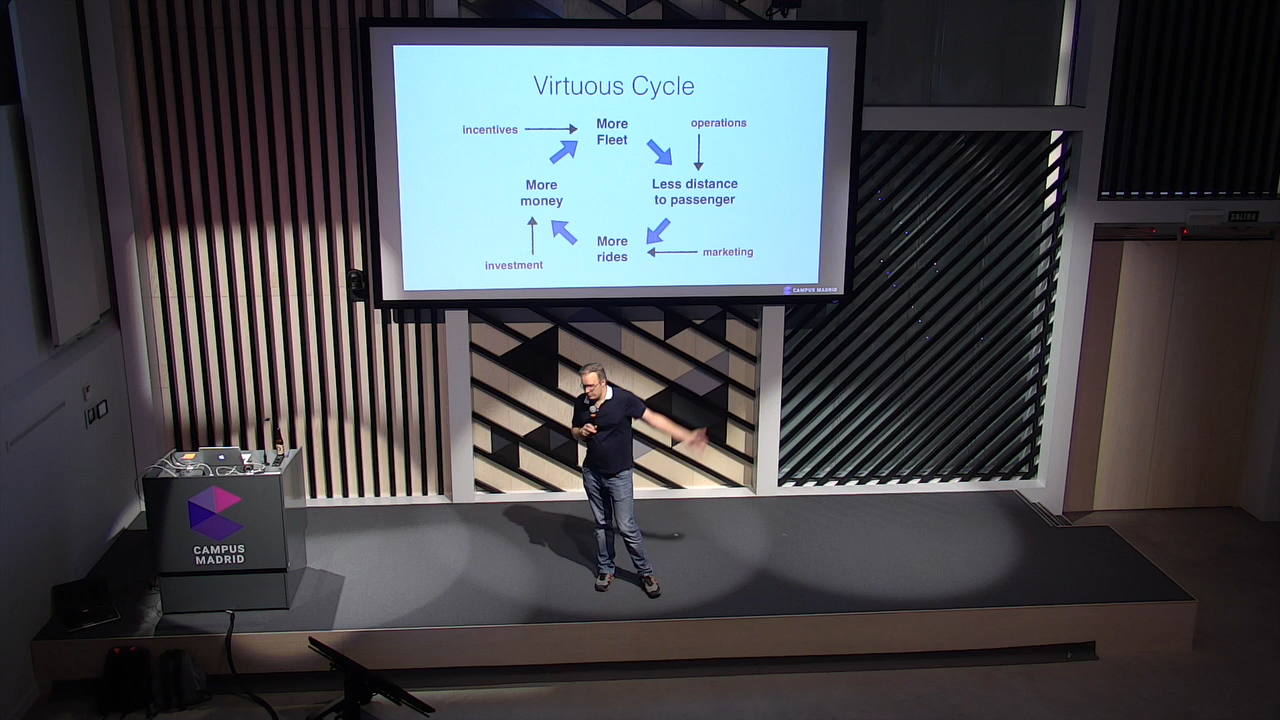 Virtuous Cycle
incentives
More
Fleet
operations
More
money
Less distance
to passenger
More
rides
marketing
investment
CAMPUS MADRID
SALIDA
CAMPUS
MADRID